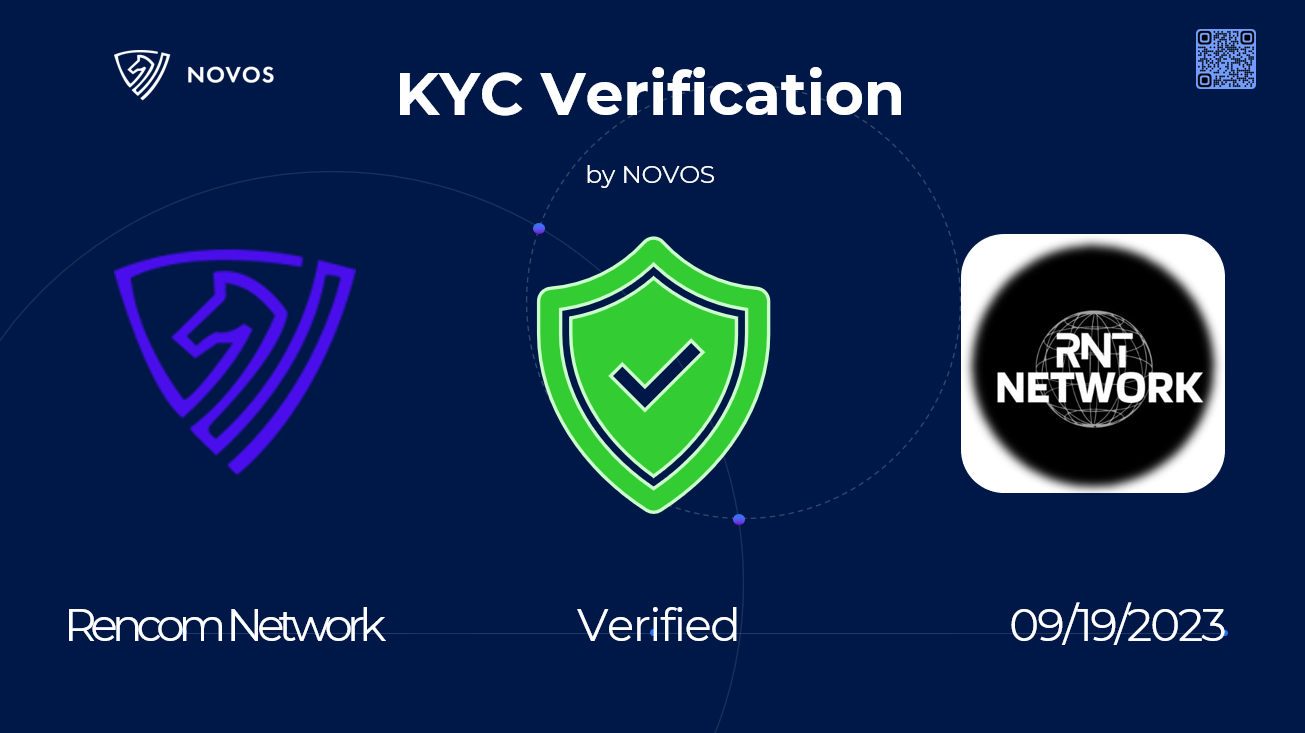 NOVOS
KYC Verification
by NOVOS
RNT
NETWORK
Rencom Network
Verified
09/19/2023